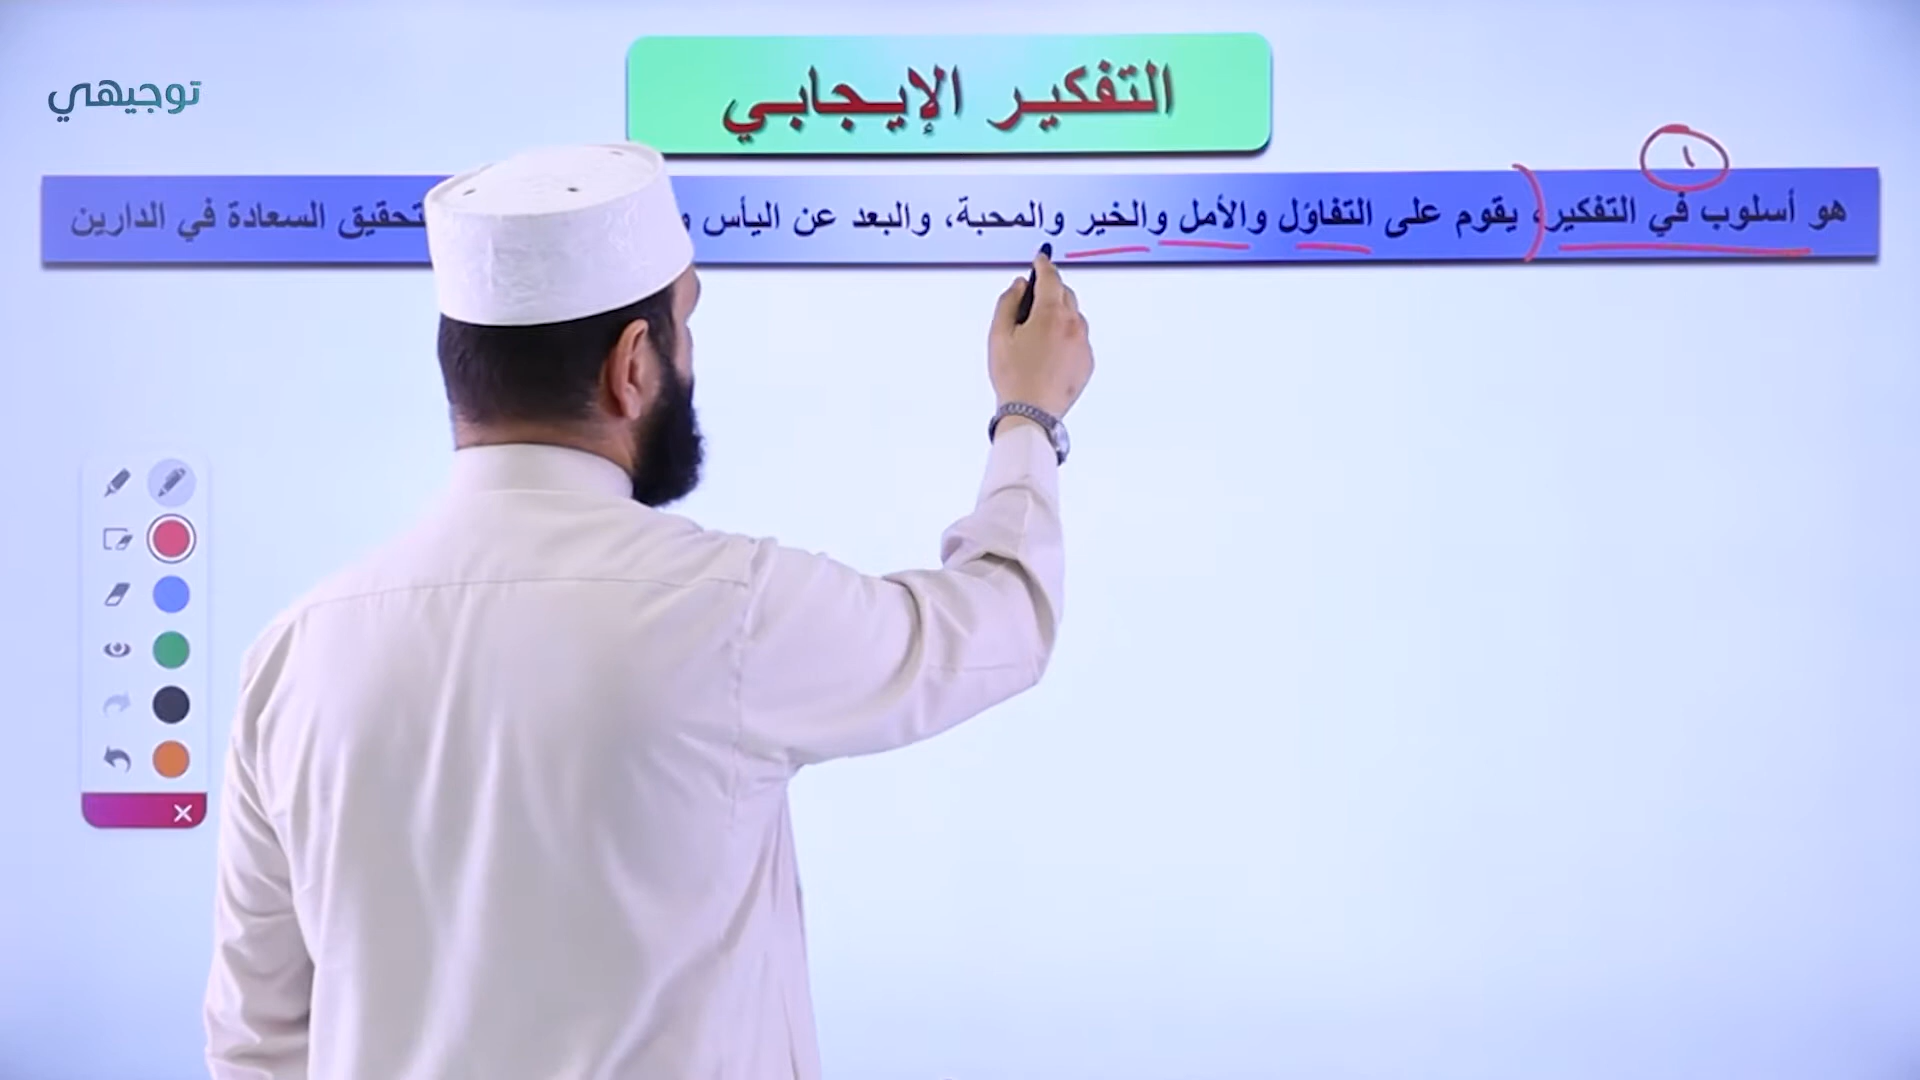 توجيهي
التفكير الإيجابي
١
هو أسلوب في التفكير، يقوم على التفاؤل والأمل والخير والمحبة، والبعد عن اليأس تحقيق السعادة في الدارين